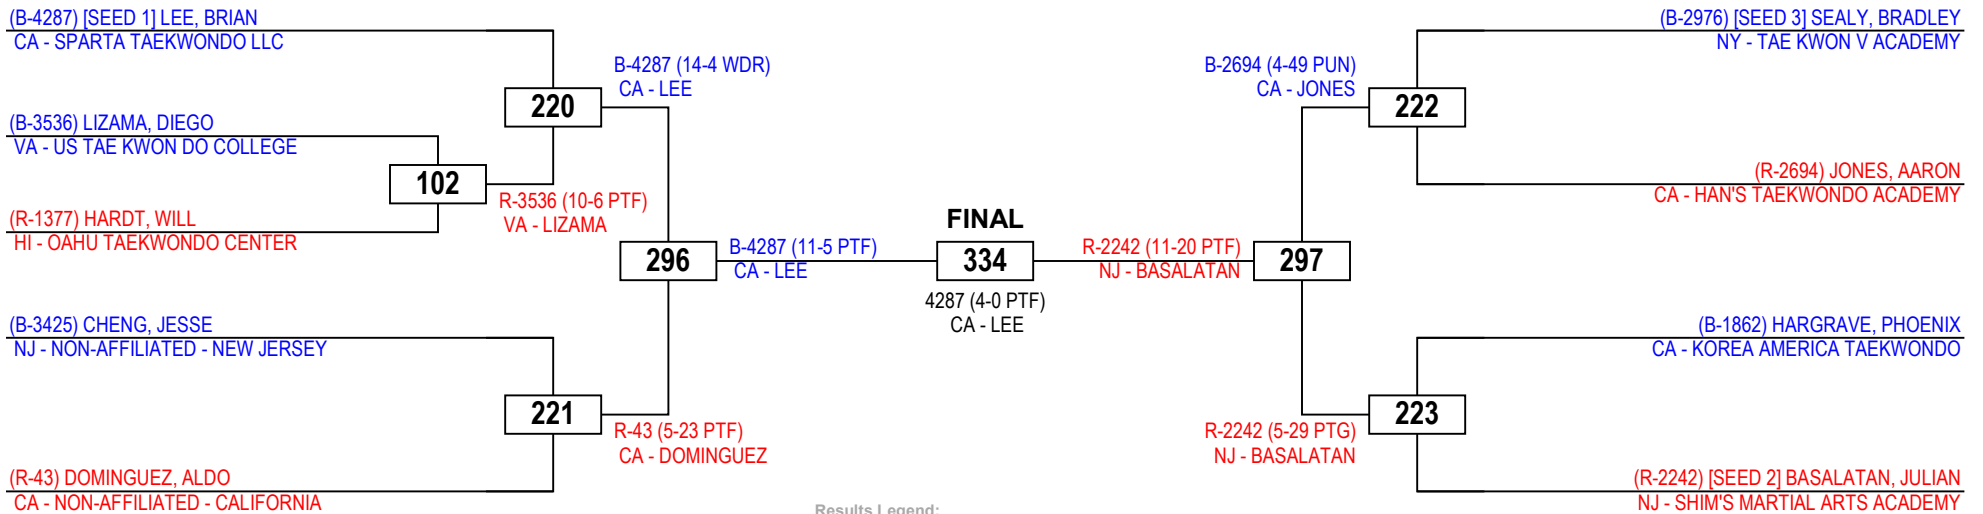 (B-4287) [SEED 1] LEE, BRIAN
CA - SPARTA TAEKWONDO LLC
(B-3536) LIZAMA, DIEGO
VA - US TAE KWON DO COLLEGE
(R-1377) HARDT, WILL
HI - OAHU TAEKWONDO CENTER
(B-3425) CHENG, JESSE
NJ - NON-AFFILIATED - NEW JERSEY
(R-43) DOMINGUEZ, ALDO
CA - NON-AFFILIATED - CALIFORNIA
102
R-3536 (10-6 PTF)
VA - LIZAMA
220
B-4287 (14-4 WDR)
CA - LEE
221
R-43 (5-23 PTF)
CA - DOMINGUEZ
296
B-4287 (11-5 PTF)
CA - LEE
FINAL
334
4287 (4-0 PTF)
CA - LEE
R-2242 (11-20 PTF)
NJ - BASALATAN
297
B-2694 (4-49 PUN)
CA - JONES
222
R-2242 (5-29 PTG)
NJ - BASALATAN
223
(B-2976) [SEED 3] SEALY, BRADLEY
NY - TAE KWON V ACADEMY
(R-2694) JONES, AARON
CA - HAN'S TAEKWONDO ACADEMY
(B-1862) HARGRAVE, PHOENIX
CA - KOREA AMERICA TAEKWONDO
(R-2242) [SEED 2] BASALATAN, JULIAN
NJ - SHIM'S MARTIAL ARTS ACADEMY
Results Legend: